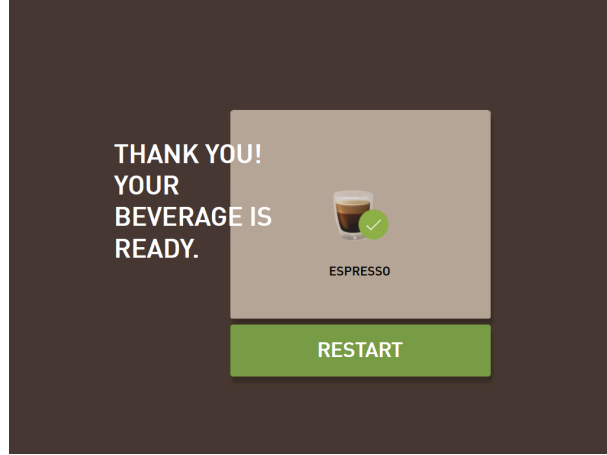 THANK YOU!
YOUR
BEVERAGE IS
READY.
ESPRESSO
RESTART